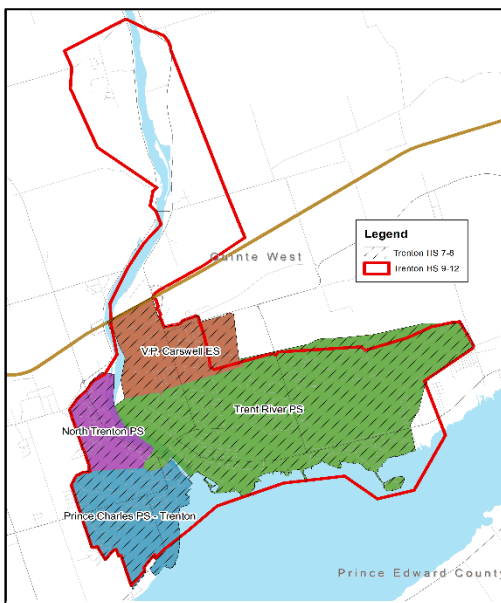 Quinte West
Legend
Trenton HS 7-8
Trenton HS 9-12
V.P. Carswell ES
Trent River PS
North Trenton PS
Prince Charles PS - Trenton
Prince Edward County